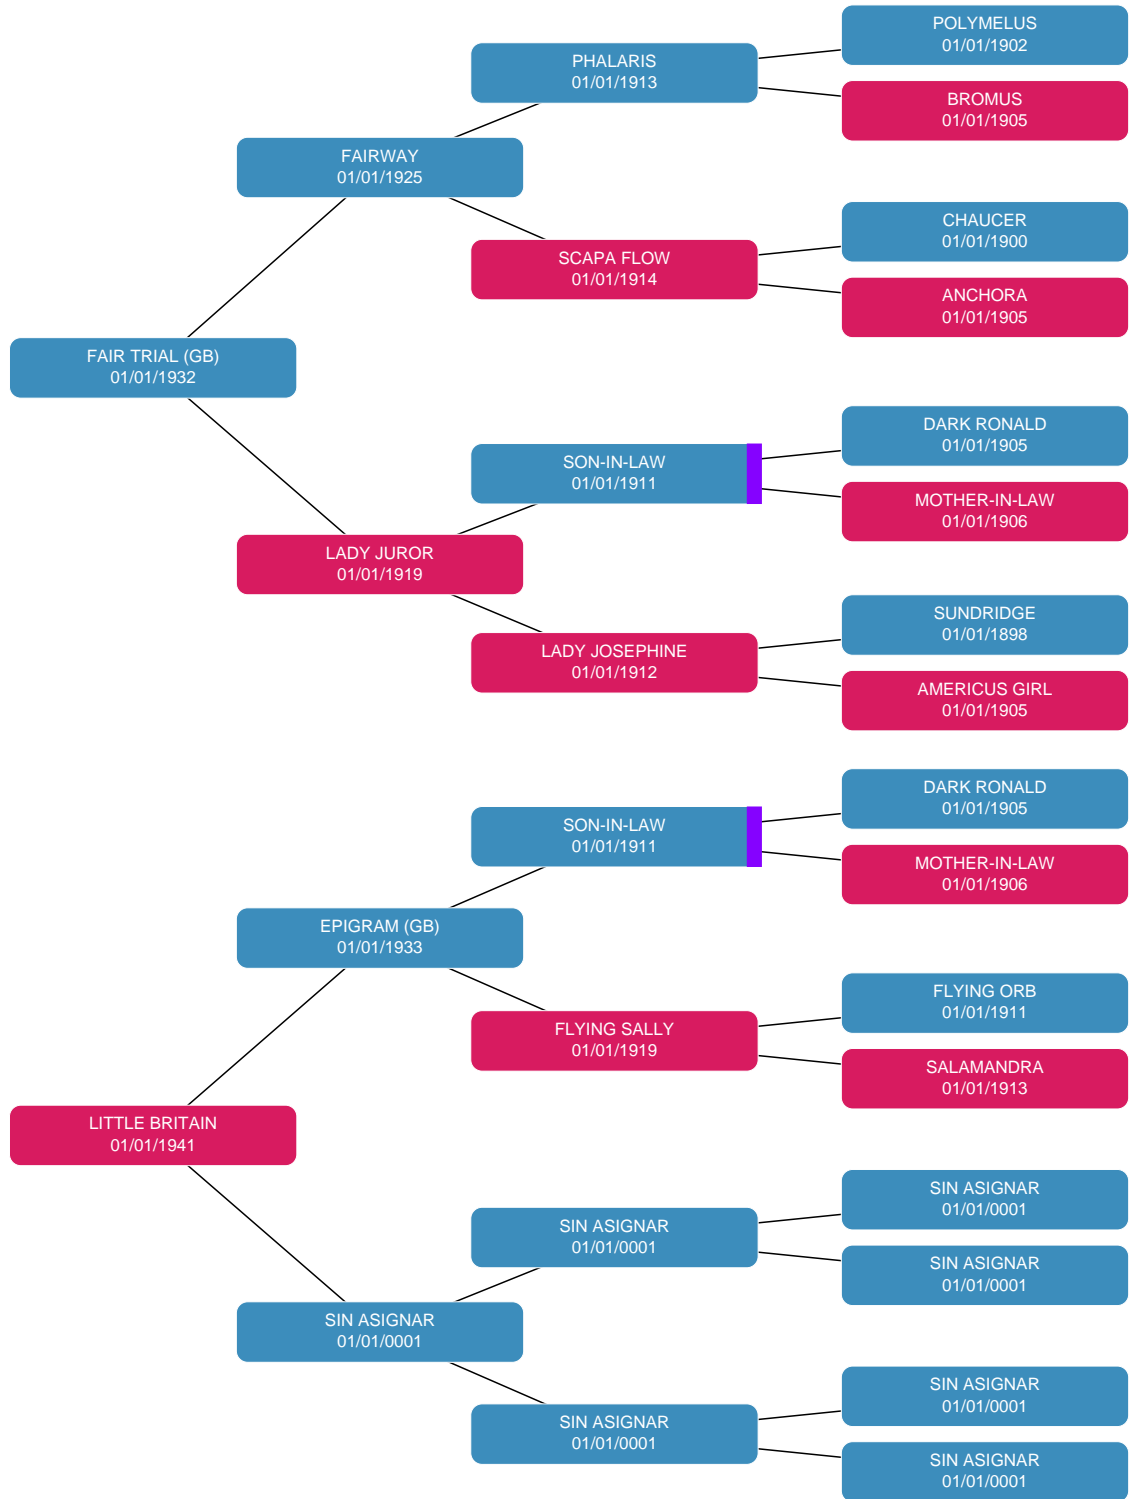 POLYMELUS
01/01/1902
PHALARIS
01/01/1913
BROMUS
01/01/1905
FAIRWAY
01/01/1925
CHAUCER
01/01/1900
SCAPA FLOW
01/01/1914
ANCHORA
01/01/1905
FAIR TRIAL (GB)
01/01/1932
DARK RONALD
01/01/1905
SON-IN-LAW
01/01/1911
MOTHER-IN-LAW
01/01/1906
LADY JUROR
01/01/1919
SUNDRIDGE
01/01/1898
LADY JOSEPHINE
01/01/1912
AMERICUS GIRL
01/01/1905
DARK RONALD
01/01/1905
SON-IN-LAW
01/01/1911
MOTHER-IN-LAW
01/01/1906
EPIGRAM (GB)
01/01/1933
FLYING ORB
01/01/1911
FLYING SALLY
01/01/1919
SALAMANDRA
01/01/1913
LITTLE BRITAIN
01/01/1941
SIN ASIGNAR
01/01/0001
SIN ASIGNAR
01/01/0001
SIN ASIGNAR
01/01/0001
SIN ASIGNAR
01/01/0001
SIN ASIGNAR
01/01/0001
SIN ASIGNAR
01/01/0001
SIN ASIGNAR
01/01/0001